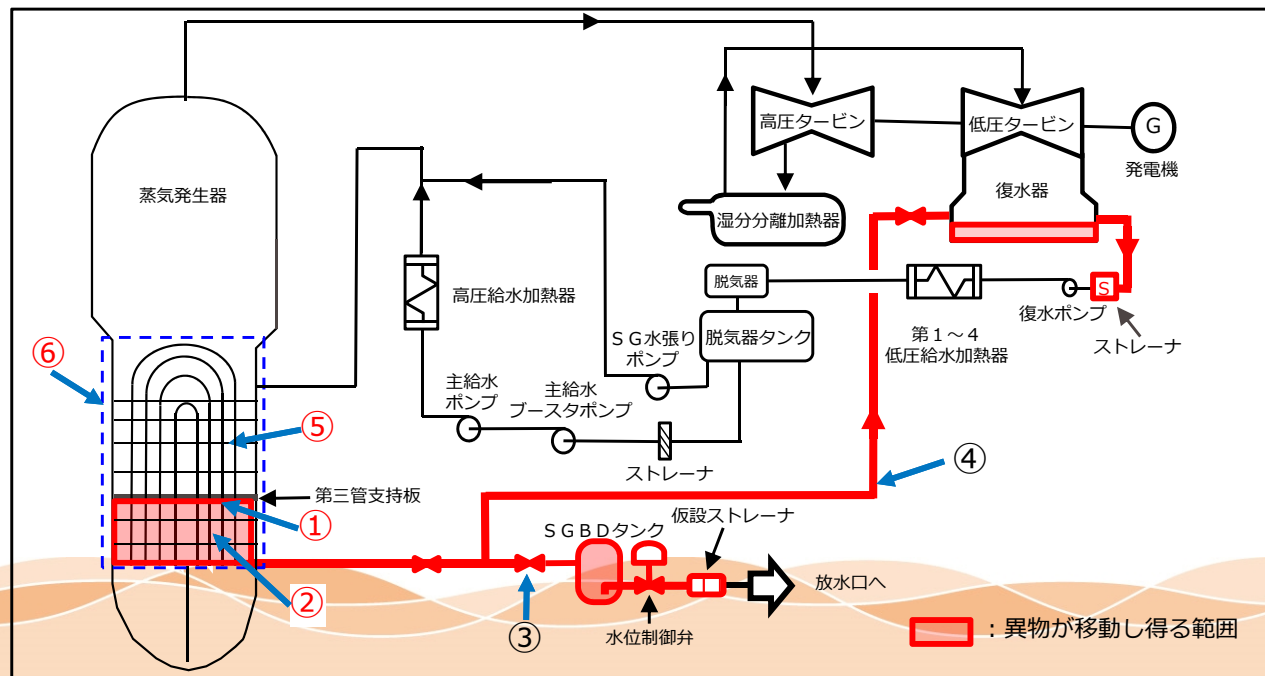 高圧タービン
低圧タービン
G
発電機
蒸気発生器
湿分分離加熱器
復水器
脱気器
高圧給水加熱器
S
復水ポンプ
ＳＧ水張り
ポンプ
脱気器タンク
第１～４
低圧給水加熱器
ストレーナ
⑥
主給水
ポンプ
主給水
ブースタポンプ
⑤
ストレーナ
④
第三管支持板
①
ＳＧＢＤタンク
仮設ストレーナ
②
③
水位制御弁
放水口へ
：異物が移動し得る範囲